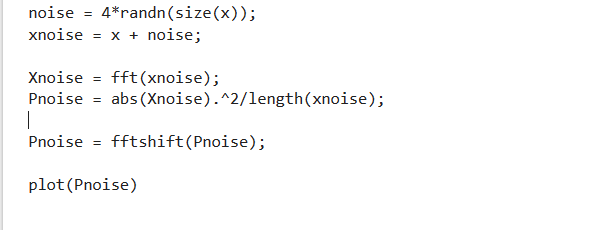 noise = 4*randn(size(x));
xnoise = x + noise;
Xnoise = fft(xnoise);
Pnoise = abs(Xnoise).^2/length(xnoise);
Pnoise = fftshift(Pnoise);
plot(Pnoise)